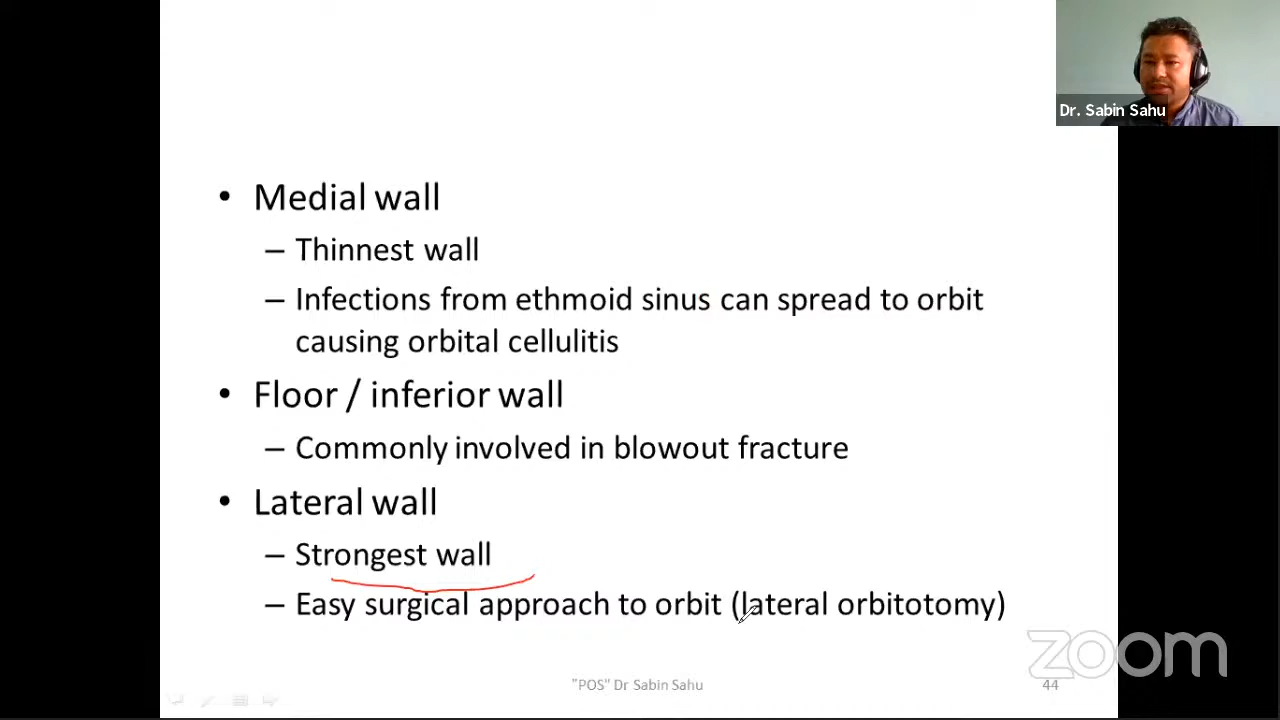 Dr. Sabin Sahu
• Medial wall
– Thinnest wall
– Infections from ethmoid sinus can spread to orbit
causing orbital cellulitis
• Floor / inferior wall
– Commonly involved in blowout fracture
• Lateral wall
– Strongest wall
– Easy surgical approach to orbit (lateral orbitotomy)
zoom
"POS" Dr Sabin Sahu
44